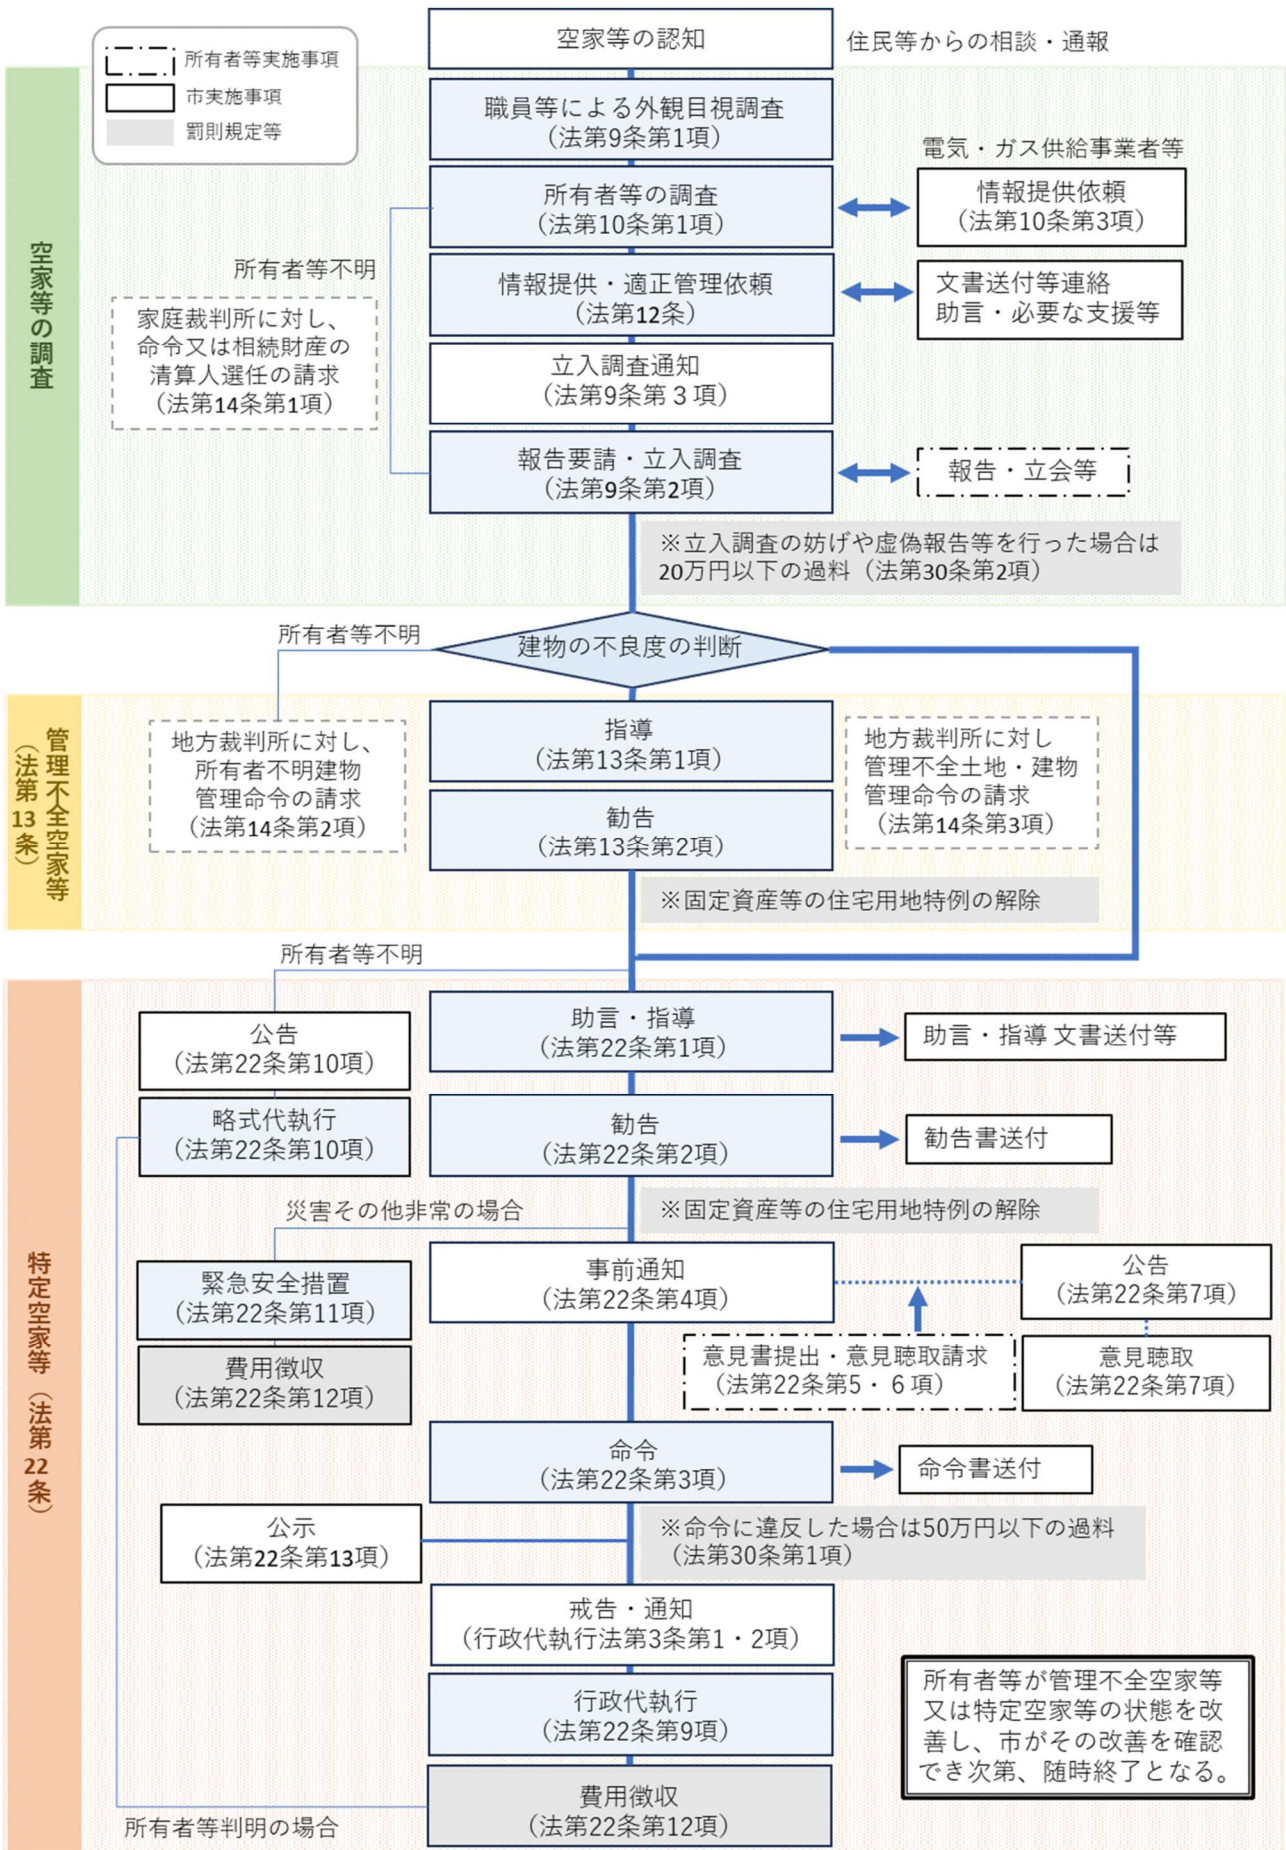 空家等の認知
住民等からの相談・通報
所有者等実施事項
市実施事項
罰則規定等
空家等の調査
職員等による外観目視調査
（法第9条第1項）
電気・ガス供給事業者等
所有者等の調査
（法第10条第1項）
情報提供依頼
（法第10条第3項）
所有者等不明
情報提供・適正管理依頼
（法第12条）
文書送付等連絡
助言・必要な支援等
家庭裁判所に対し、
命令又は相続財産の
清算人選任の請求
（法第14条第1項）
立入調査通知
（法第9条第３項）
報告要請・立入調査
（法第9条第2項）
報告・立会等
※立入調査の妨げや虚偽報告等を行った場合は
20万円以下の過料（法第30条第2項）
所有者等不明
建物の不良度の判断
管理不全空家等
（法第13条）
地方裁判所に対し、
所有者不明建物
管理命令の請求
（法第14条第2項）
指導
（法第13条第1項）
地方裁判所に対し
管理不全土地・建物
管理命令の請求
（法第14条第3項）
勧告
（法第13条第2項）
※固定資産等の住宅用地特例の解除
所有者等不明
特定空家等（法第22条）
公告
（法第22条第10項）
助言・指導
（法第22条第1項）
助言・指導 文書送付等
略式代執行
（法第22条第10項）
勧告
（法第22条第2項）
勧告書送付
災害その他非常の場合
※固定資産等の住宅用地特例の解除
緊急安全措置
（法第22条第11項）
事前通知
（法第22条第4項）
公告
（法第22条第7項）
費用徴収
（法第22条第12項）
意見書提出・意見聴取請求
（法第22条第5・６項）
意見聴取
（法第22条第7項）
命令
（法第22条第3項）
命令書送付
公示
（法第22条第13項）
※命令に違反した場合は50万円以下の過料
（法第30条第1項）
戒告・通知
（行政代執行法第3条第1・2項）
行政代執行
（法第22条第9項）
所有者等が管理不全空家等
又は特定空家等の状態を改
善し、市がその改善を確認
でき次第、随時終了となる。
費用徴収
（法第22条第12項）
所有者等判明の場合